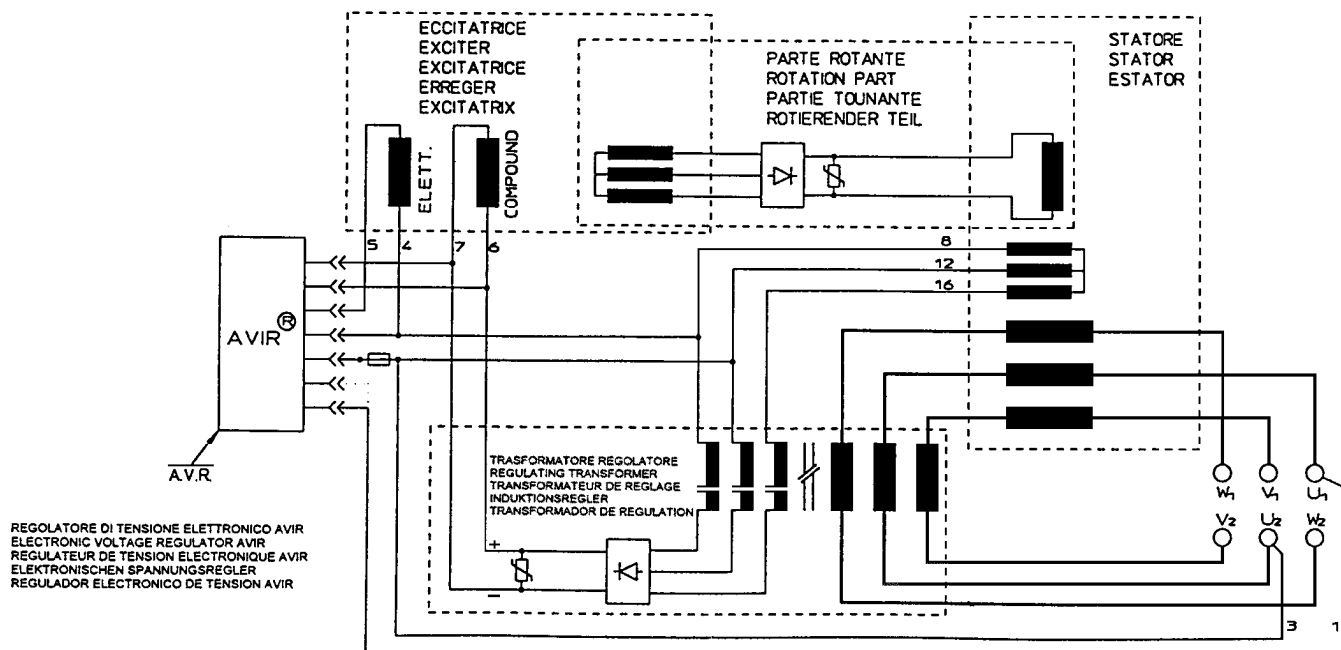 ECCITATRICE
EXCITER
EXCITATRICE
ERREGER
EXCITATRIX
PARTE ROTANTE
ROTATION PART
PARTIE TOUNANTE
ROTIERENDER TEIL
STATORE
STATOR
ESTATOR
ELETT.
COMPOUND
5 4 7 6
8
12
16
AVIR ®
A.V.R.
TRASFORMATORE REGOLATORE
REGULATING TRANSFORMER
TRANSFORMATEUR DE REGLAGE
INDUKTIONSREGLER
TRANSFORMADOR DE REGULATION
W1 V1 U1
V2 U2 W2
+
-
REGOLATORE DI TENSIONE ELETTRONICO AVIR
ELECTRONIC VOLTAGE REGULATOR AVIR
REGULATEUR DE TENSION ELECTRONIQUE AVIR
ELEKTRONISCHEN SPANNUNGSREGLER
REGULADOR ELECTRONICO DE TENSION AVIR
3 1